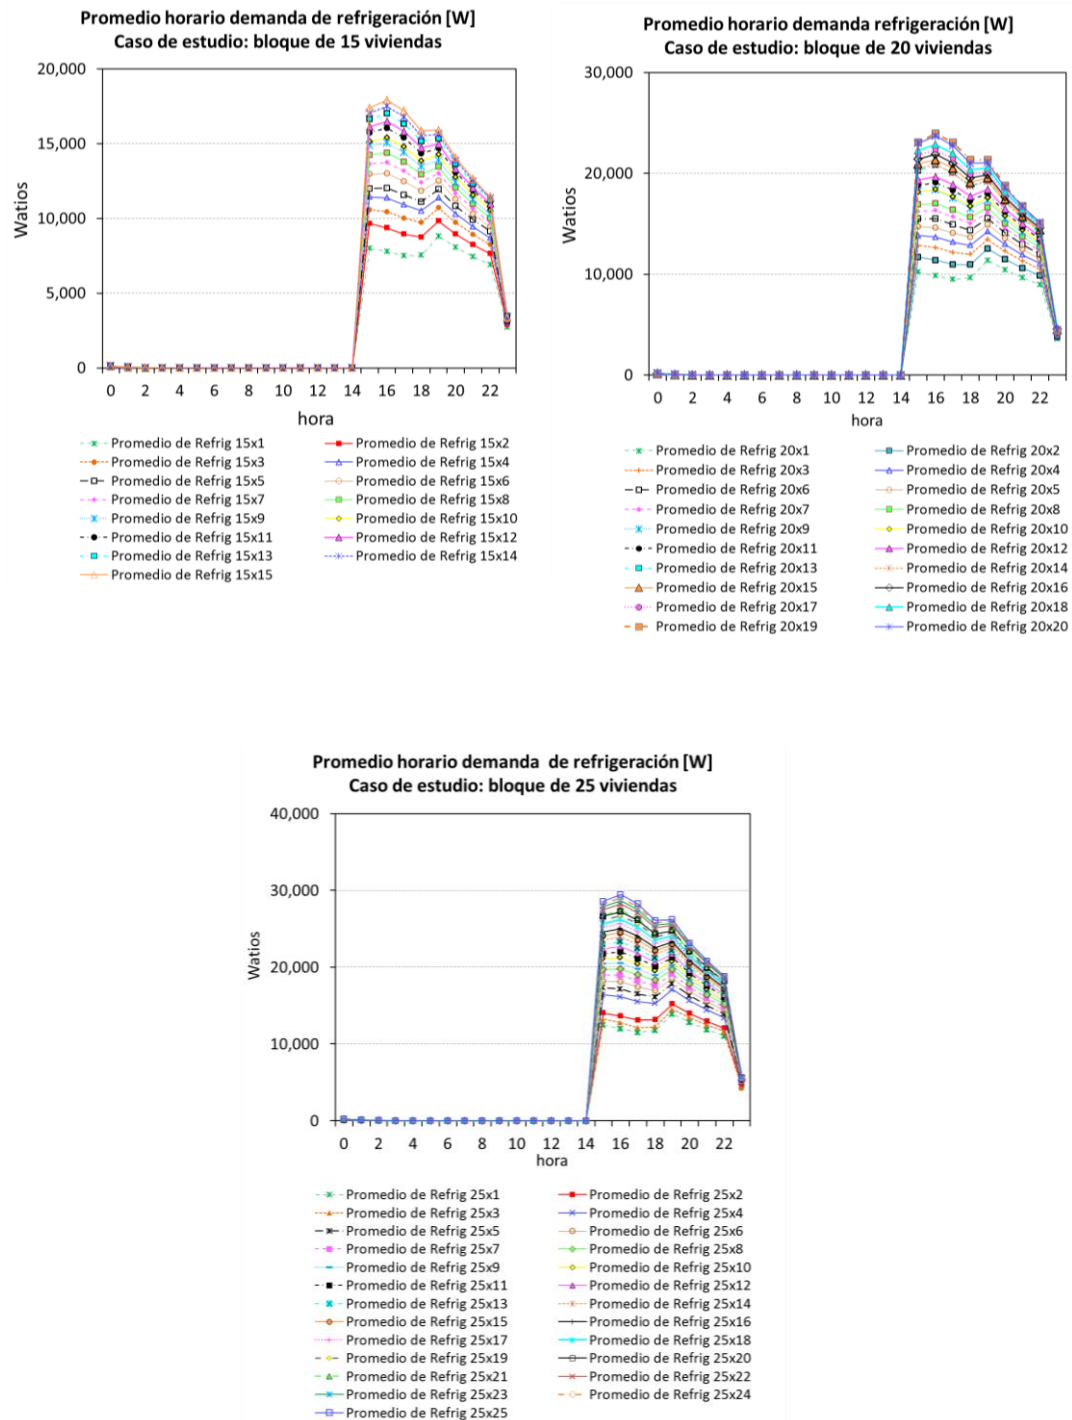 Promedio horario demanda de refrigeración [W]
Caso de estudio: bloque de 15 viviendas
20,000
15,000
10,000
5,000
0
Watios
0 2 4 6 8 10 12 14 16 18 20 22
hora
Promedio de Refrig 15x1 Promedio de Refrig 15x2
Promedio de Refrig 15x3 Promedio de Refrig 15x4
Promedio de Refrig 15x5 Promedio de Refrig 15x6
Promedio de Refrig 15x7 Promedio de Refrig 15x8
Promedio de Refrig 15x9 Promedio de Refrig 15x10
Promedio de Refrig 15x11 Promedio de Refrig 15x12
Promedio de Refrig 15x13 Promedio de Refrig 15x14
Promedio de Refrig 15x15
Promedio horario demanda refrigeración [W]
Caso de estudio: bloque de 20 viviendas
30,000
20,000
10,000
0
Watios
0 2 4 6 8 10 12 14 16 18 20 22
hora
Promedio de Refrig 20x1 Promedio de Refrig 20x2
Promedio de Refrig 20x3 Promedio de Refrig 20x4
Promedio de Refrig 20x6 Promedio de Refrig 20x5
Promedio de Refrig 20x7 Promedio de Refrig 20x8
Promedio de Refrig 20x9 Promedio de Refrig 20x10
Promedio de Refrig 20x11 Promedio de Refrig 20x12
Promedio de Refrig 20x13 Promedio de Refrig 20x14
Promedio de Refrig 20x15 Promedio de Refrig 20x16
Promedio de Refrig 20x17 Promedio de Refrig 20x18
Promedio de Refrig 20x19 Promedio de Refrig 20x20
Promedio horario demanda de refrigeración [W]
Caso de estudio: bloque de 25 viviendas
40,000
30,000
20,000
10,000
0
Watios
0 2 4 6 8 10 12 14 16 18 20 22
hora
Promedio de Refrig 25x1 Promedio de Refrig 25x2
Promedio de Refrig 25x3 Promedio de Refrig 25x4
Promedio de Refrig 25x5 Promedio de Refrig 25x6
Promedio de Refrig 25x7 Promedio de Refrig 25x8
Promedio de Refrig 25x9 Promedio de Refrig 25x10
Promedio de Refrig 25x11 Promedio de Refrig 25x12
Promedio de Refrig 25x13 Promedio de Refrig 25x14
Promedio de Refrig 25x15 Promedio de Refrig 25x16
Promedio de Refrig 25x17 Promedio de Refrig 25x18
Promedio de Refrig 25x19 Promedio de Refrig 25x20
Promedio de Refrig 25x21 Promedio de Refrig 25x22
Promedio de Refrig 25x23 Promedio de Refrig 25x24
Promedio de Refrig 25x25